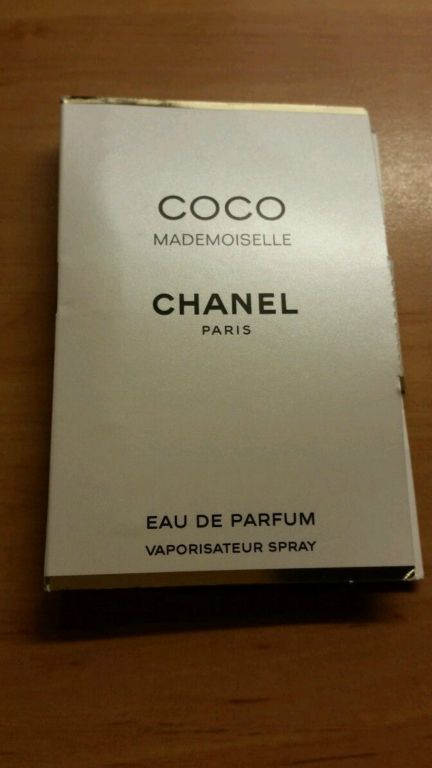 COCO
MADEMOISELLE
CHANEL
PARIS
EAU DE PARFUM
VAPORISATEUR SPRAY